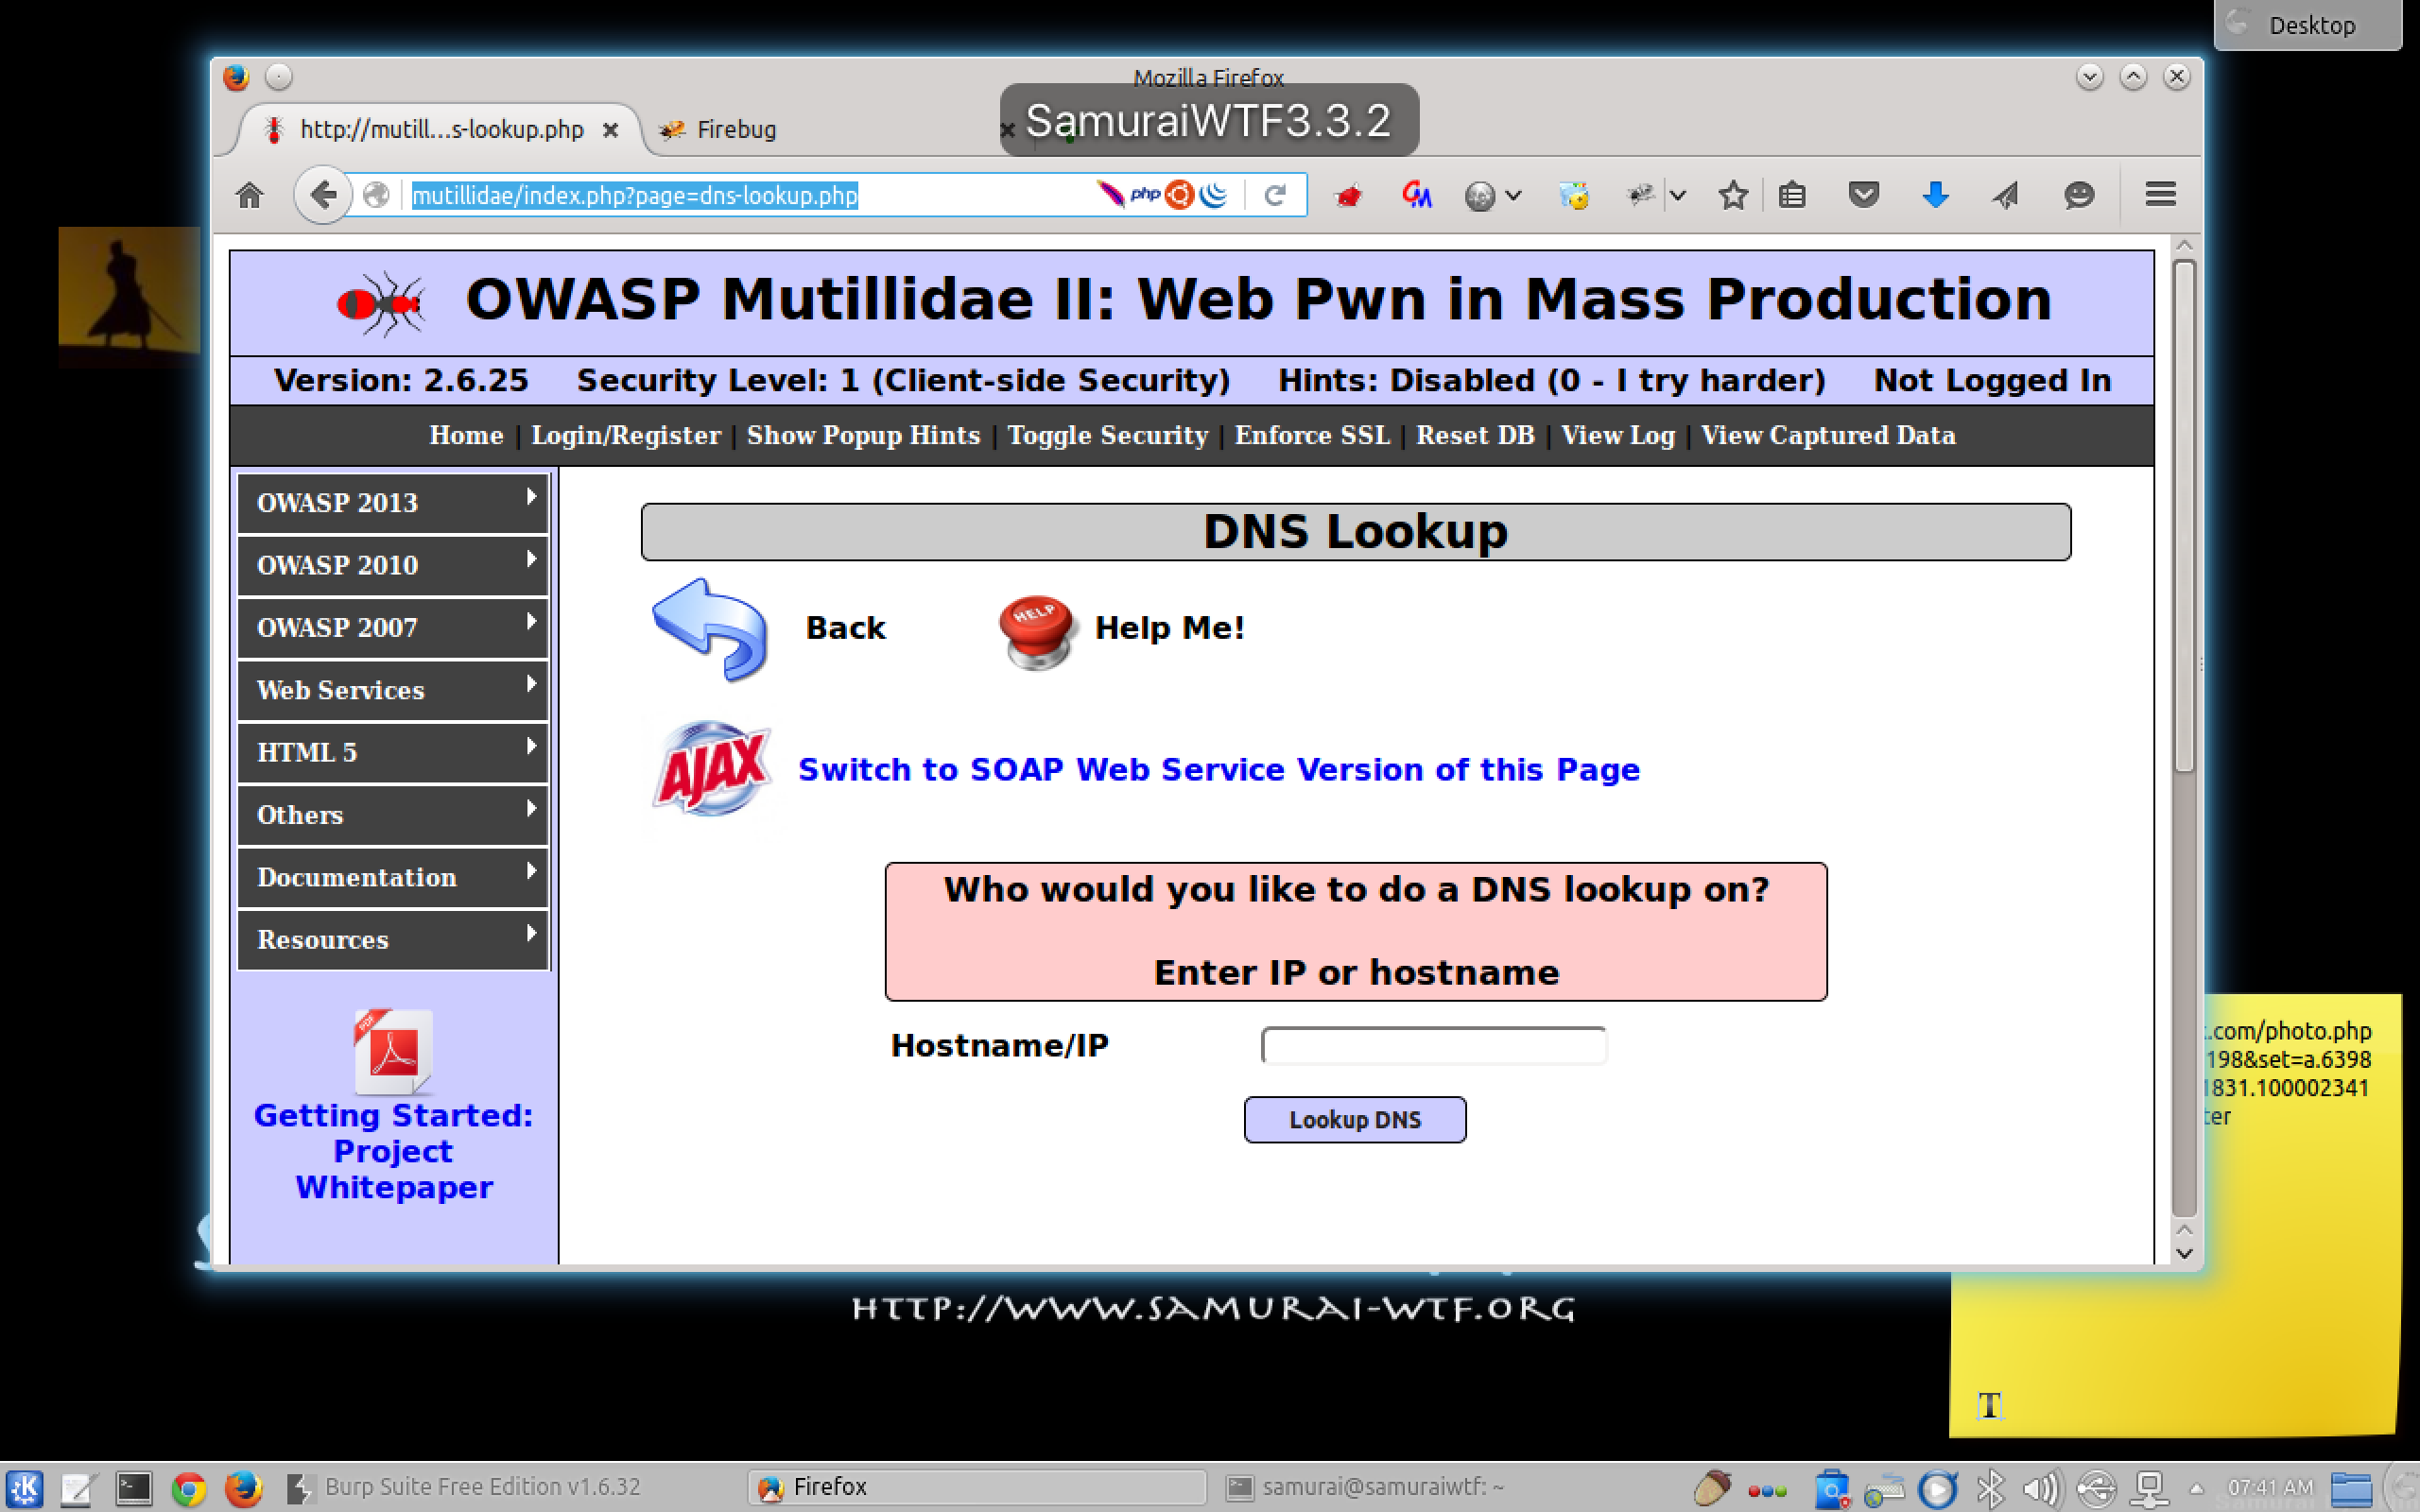 Desktop
Mozilla Firefox
SamuraiWTF3.3.2
http://mutill...s-lookup.php
Firebug
mutillidae/index.php?page=dns-lookup.php
php
OWASP Mutillidae II: Web Pwn in Mass Production
Version: 2.6.25 Security Level: 1 (Client-side Security) Hints: Disabled (0 - I try harder) Not Logged In
Home | Login/Register | Show Popup Hints | Toggle Security | Enforce SSL | Reset DB | View Log | View Captured Data
OWASP 2013
OWASP 2010
OWASP 2007
Web Services
HTML 5
Others
Documentation
Resources
PDF
Getting Started:
Project
Whitepaper
DNS Lookup
Back
HELP
Help Me!
AJAX
Switch to SOAP Web Service Version of this Page
Who would you like to do a DNS lookup on?
Enter IP or hostname
Hostname/IP
Lookup DNS
.com/photo.php
198&set=a.6398
1831.100002341
ter
T
HTTP://WWW.SAMURAI-WTF.ORG
Burp Suite Free Edition v1.6.32
Firefox
samurai@samuraiwtf: ~
07:41 AM